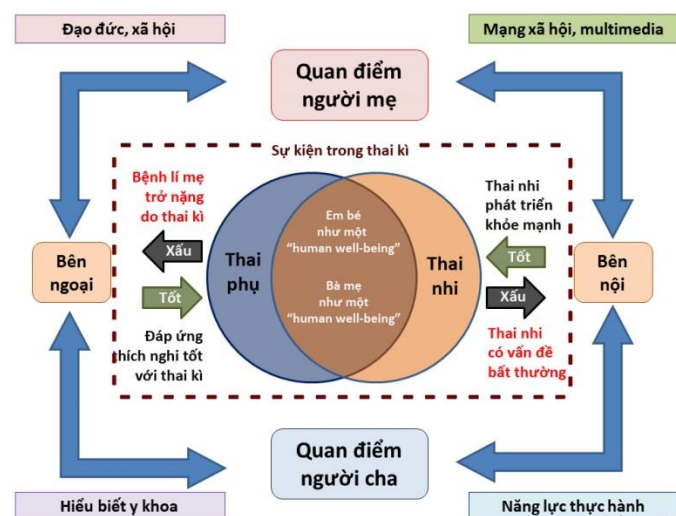 Đạo đức, xã hội
Mạng xã hội, multimedia
Quan điểm
người mẹ
Sự kiện trong thai kì
Bệnh lí mẹ
trở nặng
do thai kì
Xấu
Tốt
Đáp ứng
thích nghi tốt
với thai kì
Bên
ngoại
Thai
phụ
Em bé
như một
“human well-being”
Bà mẹ
như một
“human well-being”
Thai
nhi
Thai nhi
phát triển
khỏe mạnh
Tốt
Xấu
Thai nhi
có vấn đề
bất thường
Bên
nội
Quan điểm
người cha
Hiểu biết y khoa
Năng lực thực hành